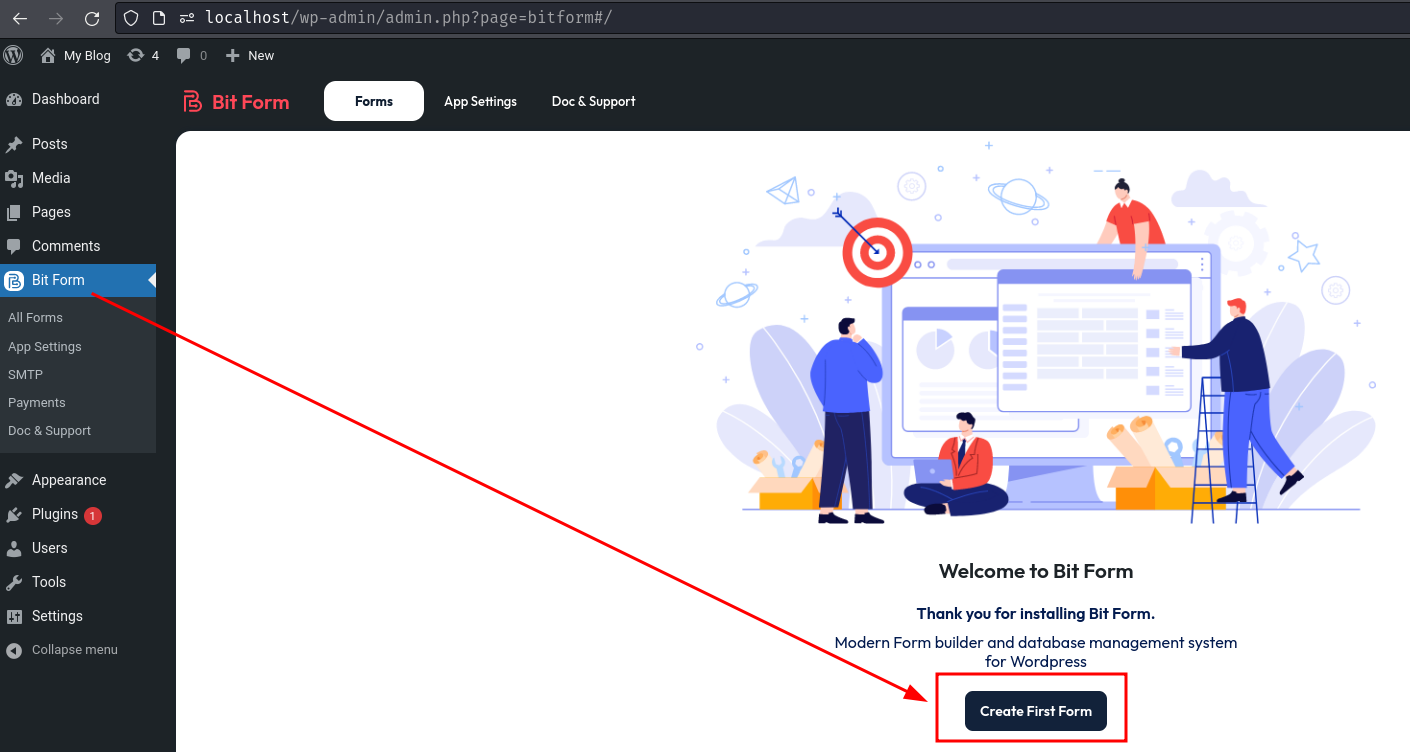 localhost/wp-admin/admin.php?page=bitform#/
My Blog 4 0 New
Bit Form Forms App Settings Doc & Support
Dashboard
Posts
Media
Pages
Comments
Bit Form
All Forms
App Settings
SMTP
Payments
Doc & Support
Appearance
Plugins 1
Users
Tools
Settings
Collapse menu
Welcome to Bit Form
Thank you for installing Bit Form.
Modern Form builder and database management system
for Wordpress
Create First Form